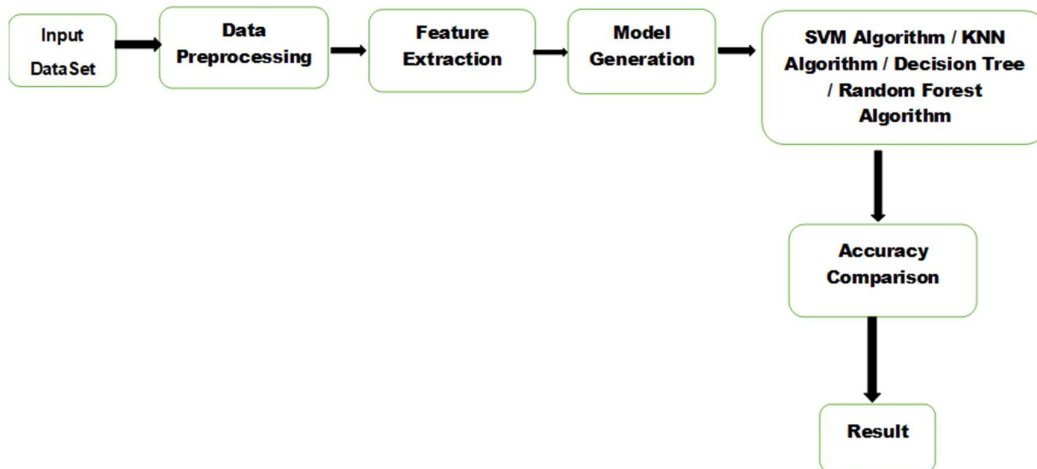 Input
DataSet
Data
Preprocessing
Feature
Extraction
Model
Generation
SVM Algorithm / KNN
Algorithm / Decision Tree
/ Random Forest
Algorithm
Accuracy
Comparison
Result